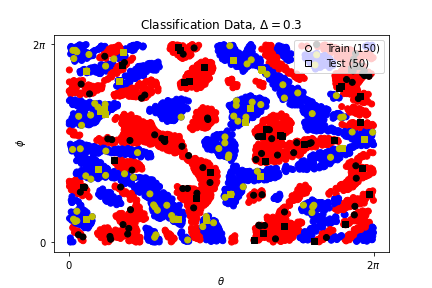 Classification Data, Δ = 0.3
2π
Train (150)
Test (50)
ϕ
0
0
2π
θ